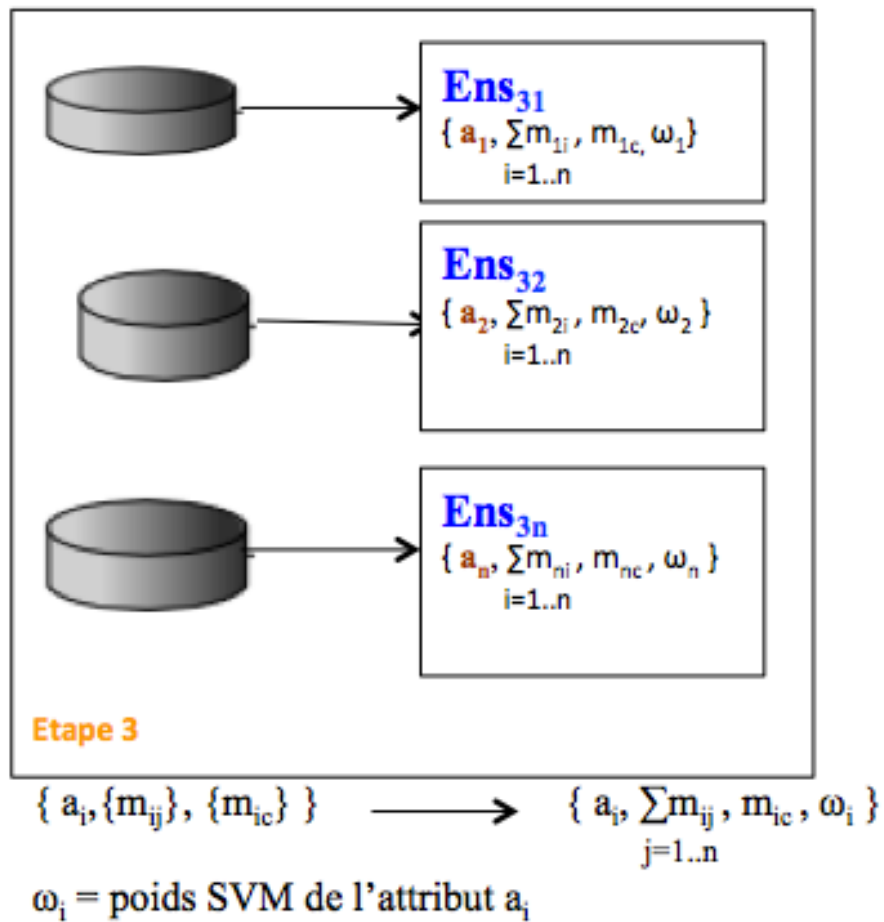 Ens₃₁
{ a₁, ∑m₁ᵢ , m₁c, ω₁}
i=1..n
Ens₃₂
{ a₂, ∑m₂ᵢ , m₂c, ω₂ }
i=1..n
Ens₃ₙ
{ aₙ, ∑mₙᵢ , mₙc , ωₙ }
i=1..n
Etape 3
{ aᵢ,{mᵢⱼ}, {mᵢc} } ⟶ { aᵢ, ∑mᵢⱼ , mᵢc , ωᵢ }
j=1..n
ωᵢ = poids SVM de l’attribut aᵢ